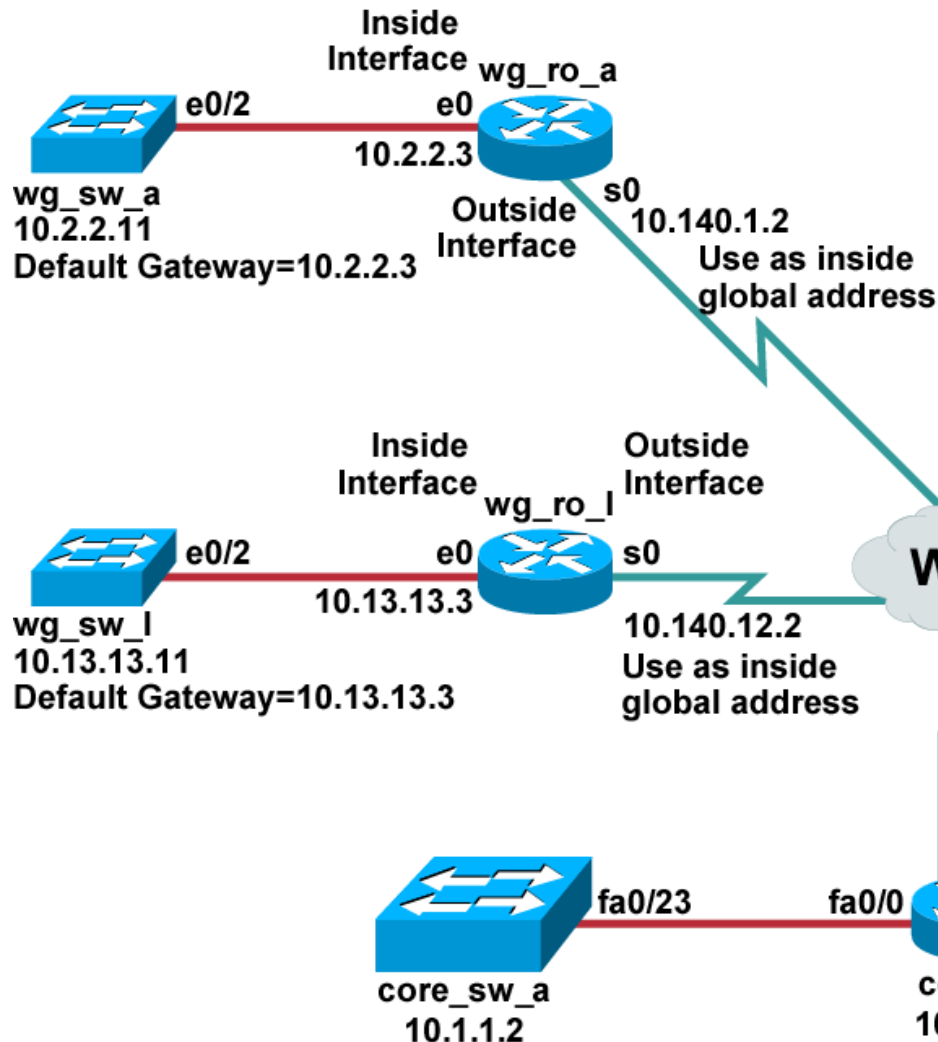 Inside
Interface
wg_ro_a
e0/2
e0
10.2.2.3
wg_sw_a
10.2.2.11
Default Gateway=10.2.2.3
Outside
Interface
s0
10.140.1.2
Use as inside
global address
Inside
Interface
Outside
Interface
wg_ro_l
e0/2
e0
s0
10.13.13.3
wg_sw_l
10.13.13.11
Default Gateway=10.13.13.3
10.140.12.2
Use as inside
global address
fa0/23
fa0/0
core_sw_a
10.1.1.2